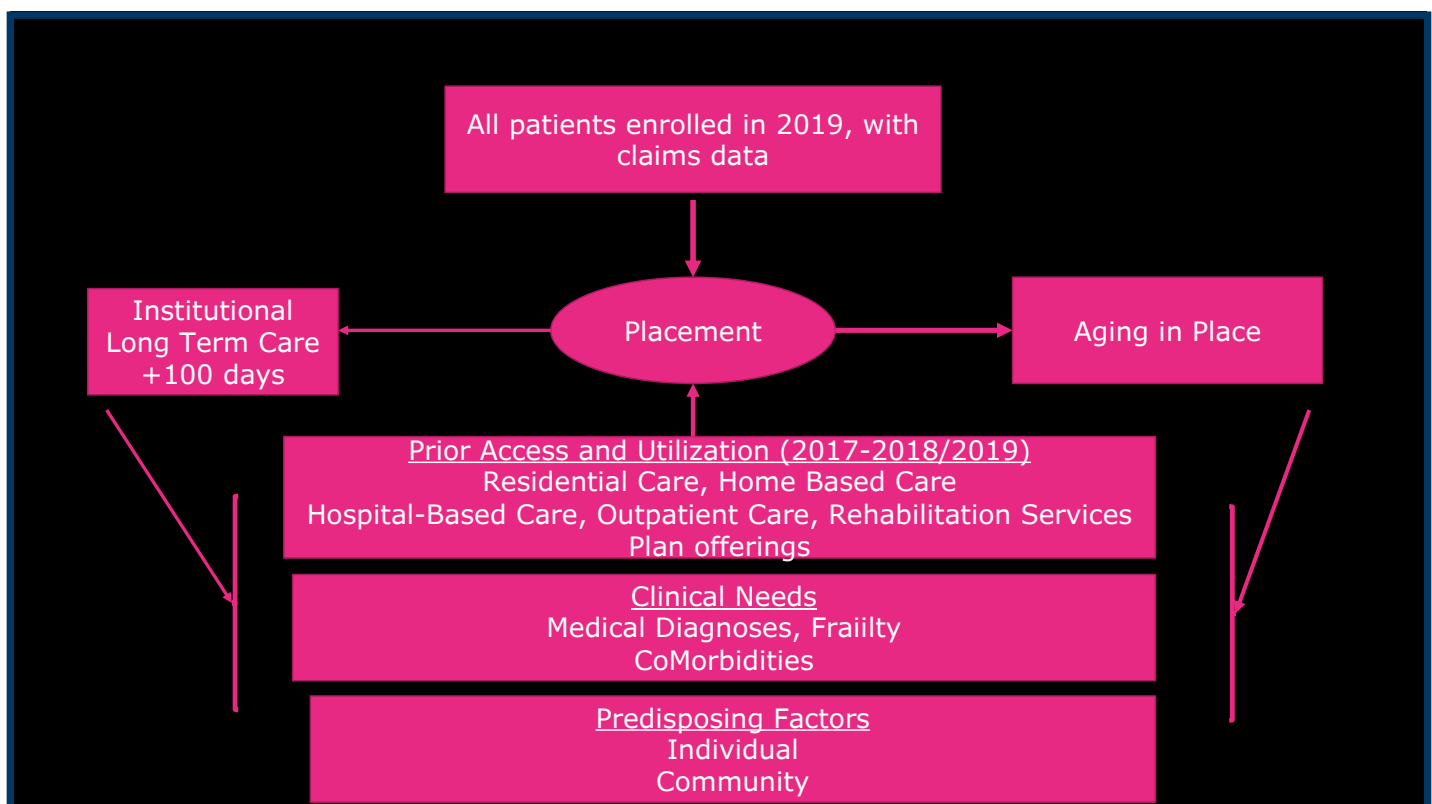 All patients enrolled in 2019, with
claims data
Institutional
Long Term Care
+100 days
Placement
Aging in Place
Prior Access and Utilization (2017-2018/2019)
Residential Care, Home Based Care
Hospital-Based Care, Outpatient Care, Rehabilitation Services
Plan offerings
Clinical Needs
Medical Diagnoses, Fraiilty
CoMorbidities
Predisposing Factors
Individual
Community